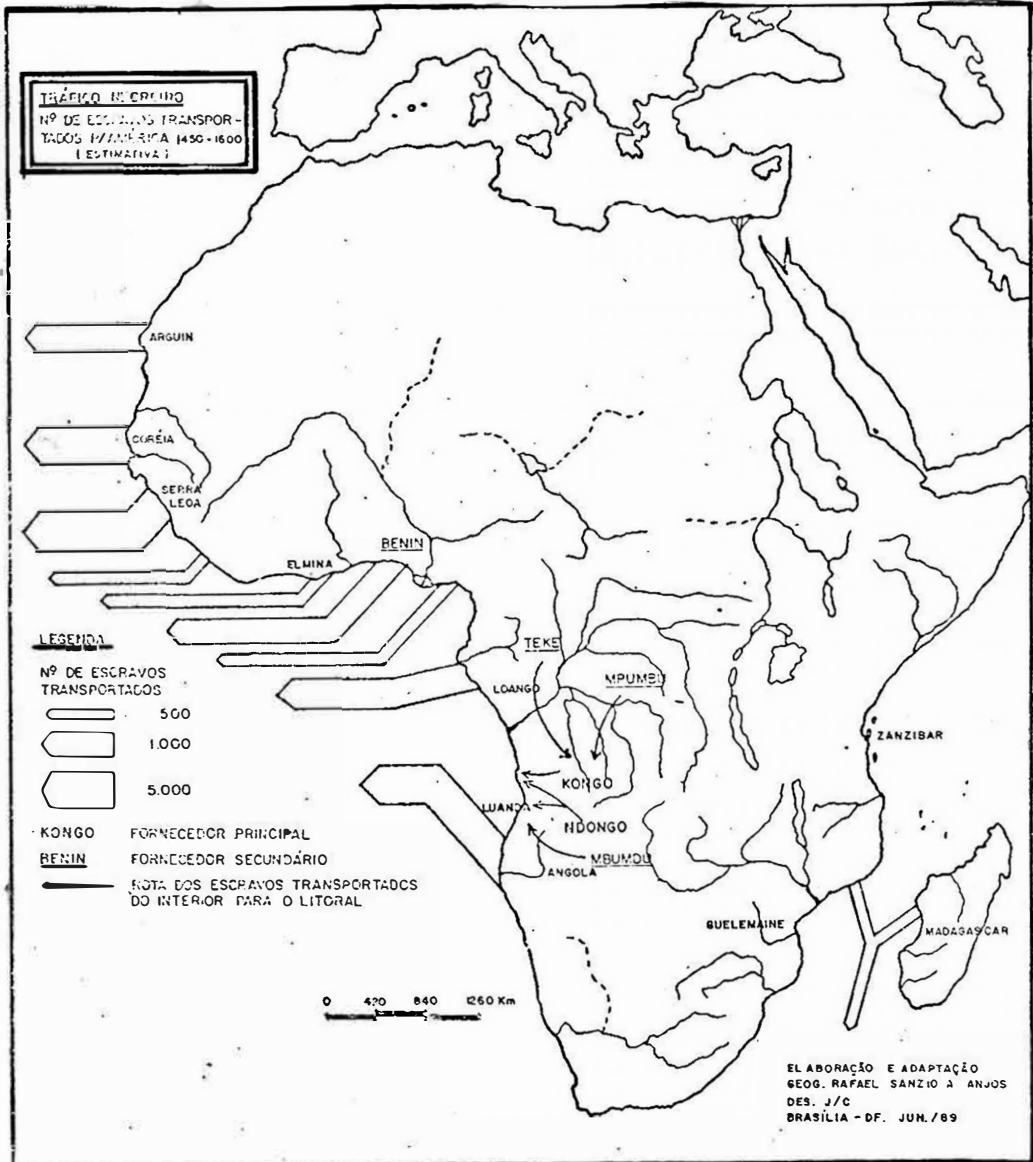 TRÁFICO NEGREIRO
Nº DE ESCRAVOS TRANSPOR-
TADOS P/AMÉRICA 1450-1600
(ESTIMATIVA)
ARGUIN
CORÉIA
SERRA
LEOA
ELMINA
BENIN
TEKE
LOANGO
MPUMBU
ZANZIBAR
KONGO
LUANDA
NDONGO
MBUMDU
ANGOLA
QUELEMAINE
MADAGASCAR
LEGENDA
Nº DE ESCRAVOS
TRANSPORTADOS
500
1.000
5.000
KONGO FORNECEDOR PRINCIPAL
BENIN FORNECEDOR SECUNDÁRIO
ROTA DOS ESCRAVOS TRANSPORTADOS
DO INTERIOR PARA O LITORAL
0 420 840 1260 Km
ELABORAÇÃO E ADAPTAÇÃO
GEOG. RAFAEL SANZIO A ANJOS
DES. J/C
BRASÍLIA - DF. JUN./89